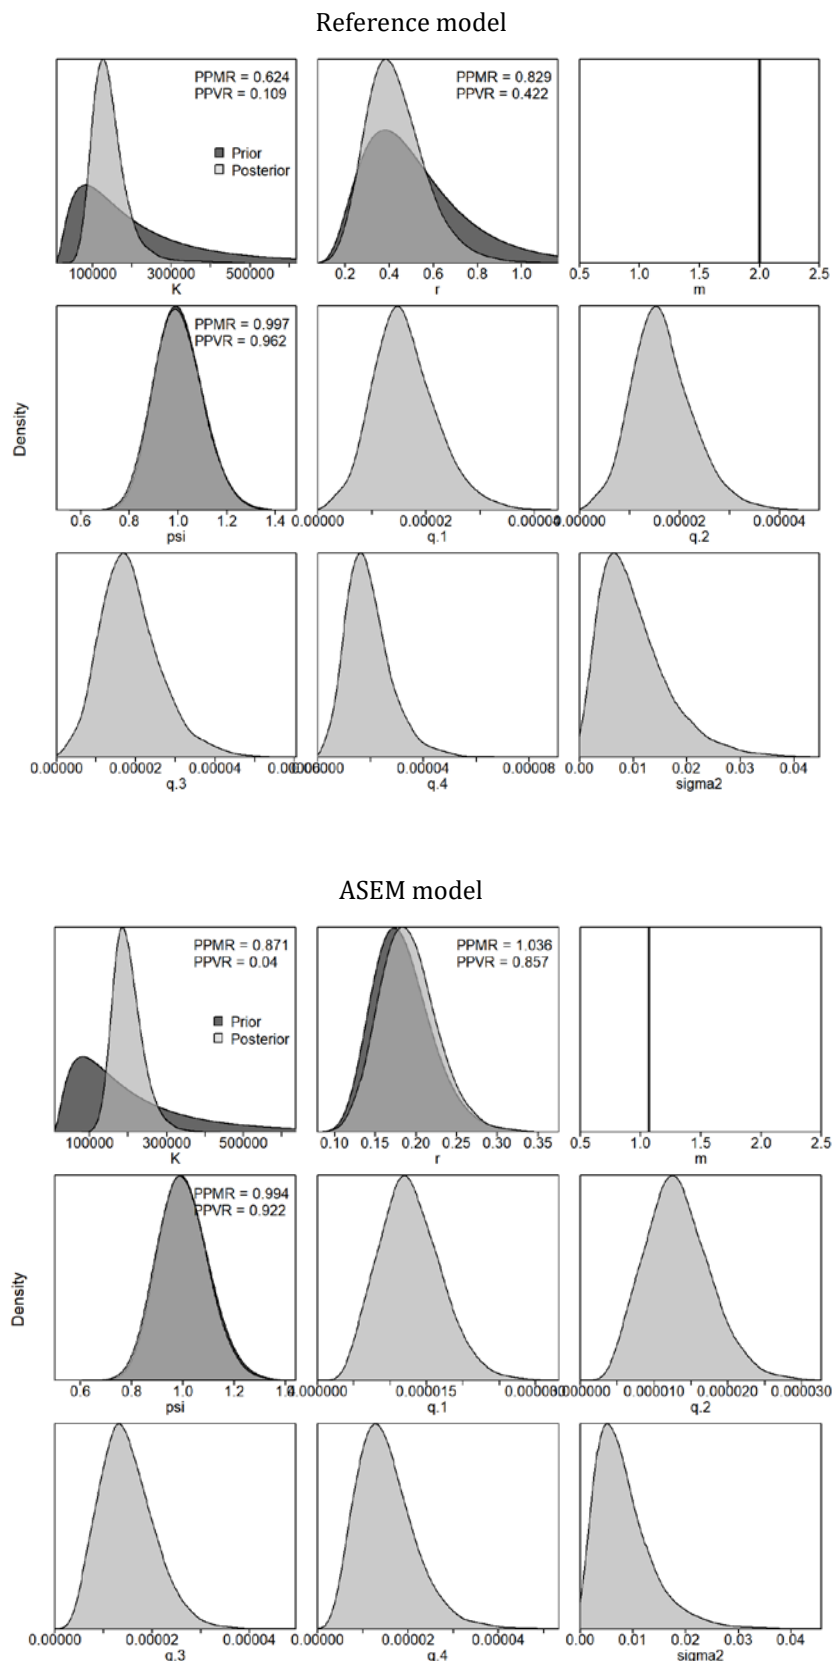 Reference model
PPMR = 0.624
PPVR = 0.109
Prior
Posterior
100000 300000 500000
K
PPMR = 0.829
PPVR = 0.422
0.2 0.4 0.6 0.8 1.0
r
0.5 1.0 1.5 2.0 2.5
m
Density
PPMR = 0.997
PPVR = 0.962
0.6 0.8 1.0 1.2 1.4
psi
0.00000 0.00002 0.00004
q.1
0.00000 0.00002 0.00004
q.2
0.00000 0.00002 0.00004
q.3
0.00004 0.00008
q.4
0.00 0.01 0.02 0.03 0.04
sigma2
ASEM model
PPMR = 0.871
PPVR = 0.04
Prior
Posterior
100000 300000 500000
K
PPMR = 1.036
PPVR = 0.857
0.10 0.15 0.20 0.25 0.30 0.35
r
0.5 1.0 1.5 2.0 2.5
m
Density
PPMR = 0.994
PPVR = 0.922
0.6 0.8 1.0 1.2
psi
0.000015
q.1
0.000010 0.000020 0.000030
q.2
0.00000 0.00002 0.00004
q.3
0.00000 0.00002 0.00004
q.4
0.00 0.01 0.02 0.03 0.04
sigma2